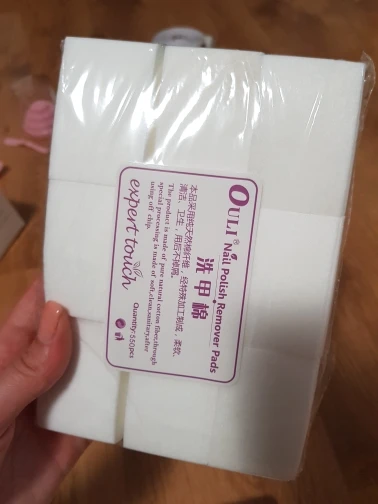 OULI®
Nail Polish Remover Pads
洗甲棉
本品采用纯天然棉纤维,经特殊加工制成,柔软,
清洁、卫生,用后不掉屑。
The product is made of pure natural cotton fiber,through
special processing is made of soft,clean,sanitary,after
using off chip.
expert touch
Quantity:550pcs